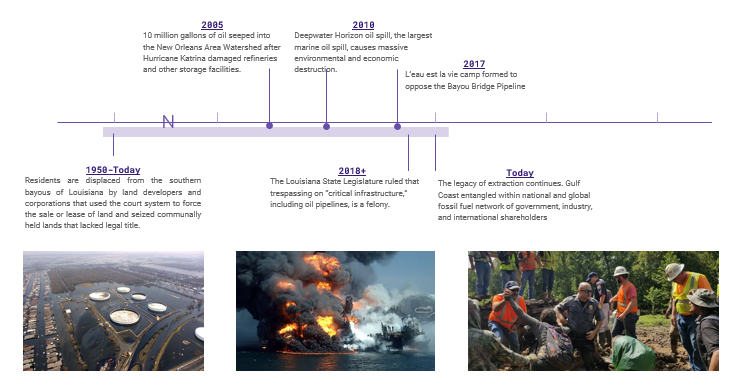 2005
10 million gallons of oil seeped into
the New Orleans Area Watershed after
Hurricane Katrina damaged refineries
and other storage facilities.
2010
Deepwater Horizon oil spill, the largest
marine oil spill, causes massive
environmental and economic
destruction.
2017
L'eau est la vie camp formed to
oppose the Bayou Bridge Pipeline
1950-Today
Residents are displaced from the southern
bayous of Louisiana by land developers and
corporations that used the court system to force
the sale or lease of land and seized communally
held lands that lacked legal title.
2018+
The Louisiana State Legislature ruled that
trespassing on "critical infrastructure,"
including oil pipelines, is a felony.
Today
The legacy of extraction continues. Gulf
Coast entangled within national and global
fossil fuel network of government, industry,
and international shareholders